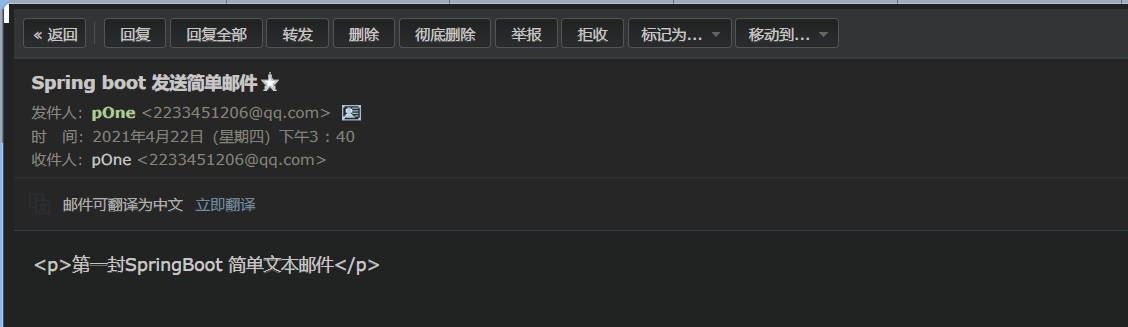 « 返回 回复 回复全部 转发 删除 彻底删除 举报 拒收 标记为... 移动到...
Spring boot 发送简单邮件
发件人：pOne <2233451206@qq.com>
时　间：2021年4月22日（星期四）下午3：40
收件人：pOne <2233451206@qq.com>
邮件可翻译为中文 立即翻译
<p>第一封SpringBoot 简单文本邮件</p>